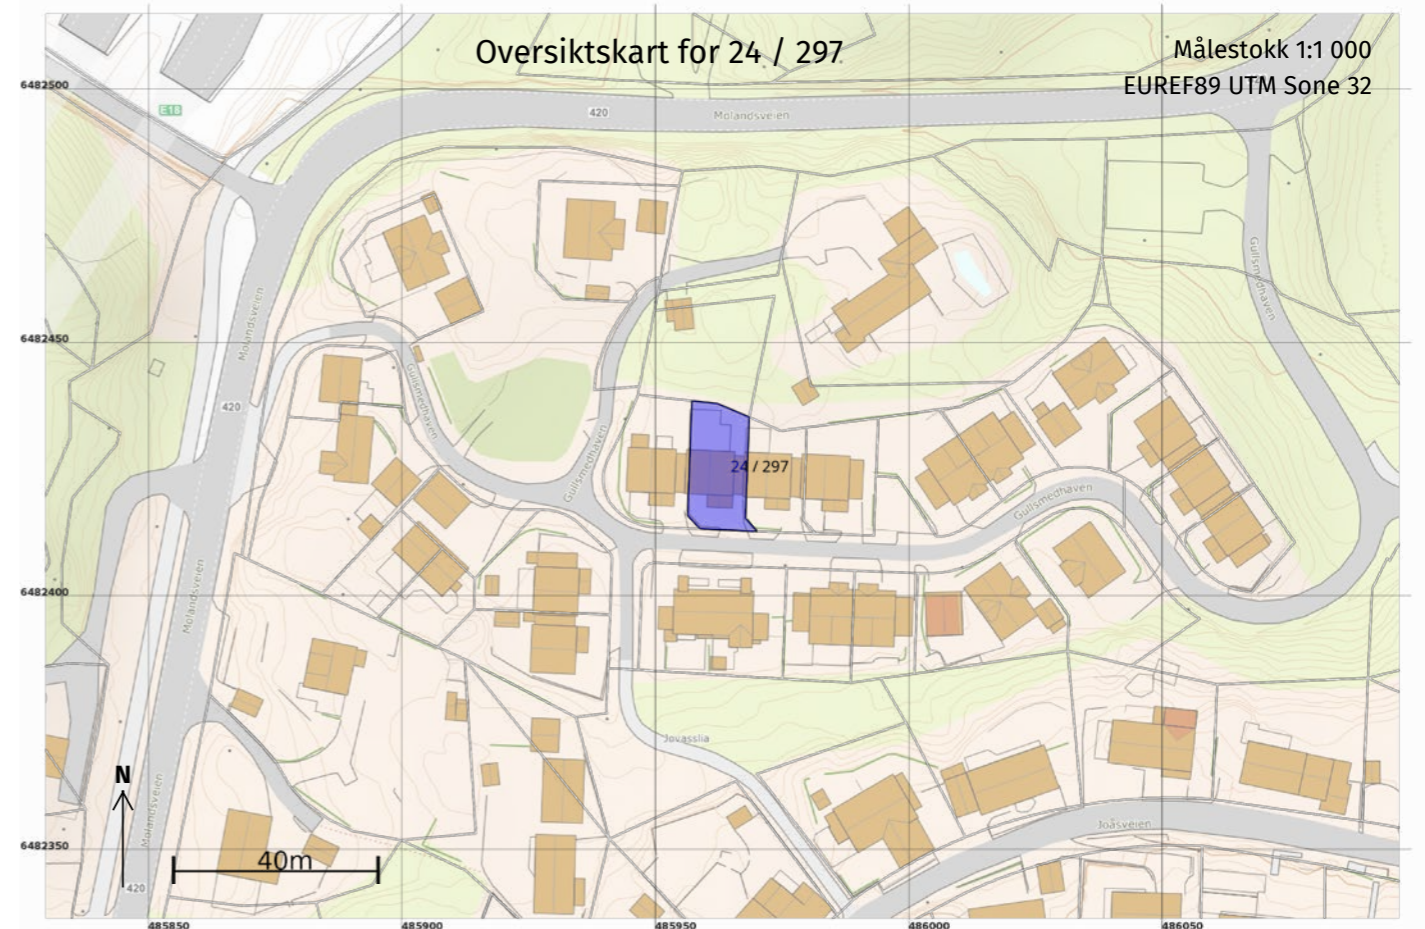 Oversiktskart for 24 / 297
Målestokk 1:1 000
EUREF89 UTM Sone 32
6482500
E18
420
Molandsveien
Gullsmedhaven
Molandsveien
6482450
Gullsmedhaven
420
Gullsmedhaven
24 / 297
Gullsmedhaven
Molandsveien
6482400
Jovasslia
N
Molandsveien
Joåsveien
6482350
40m
420
485850
485900
485950
486000
486050